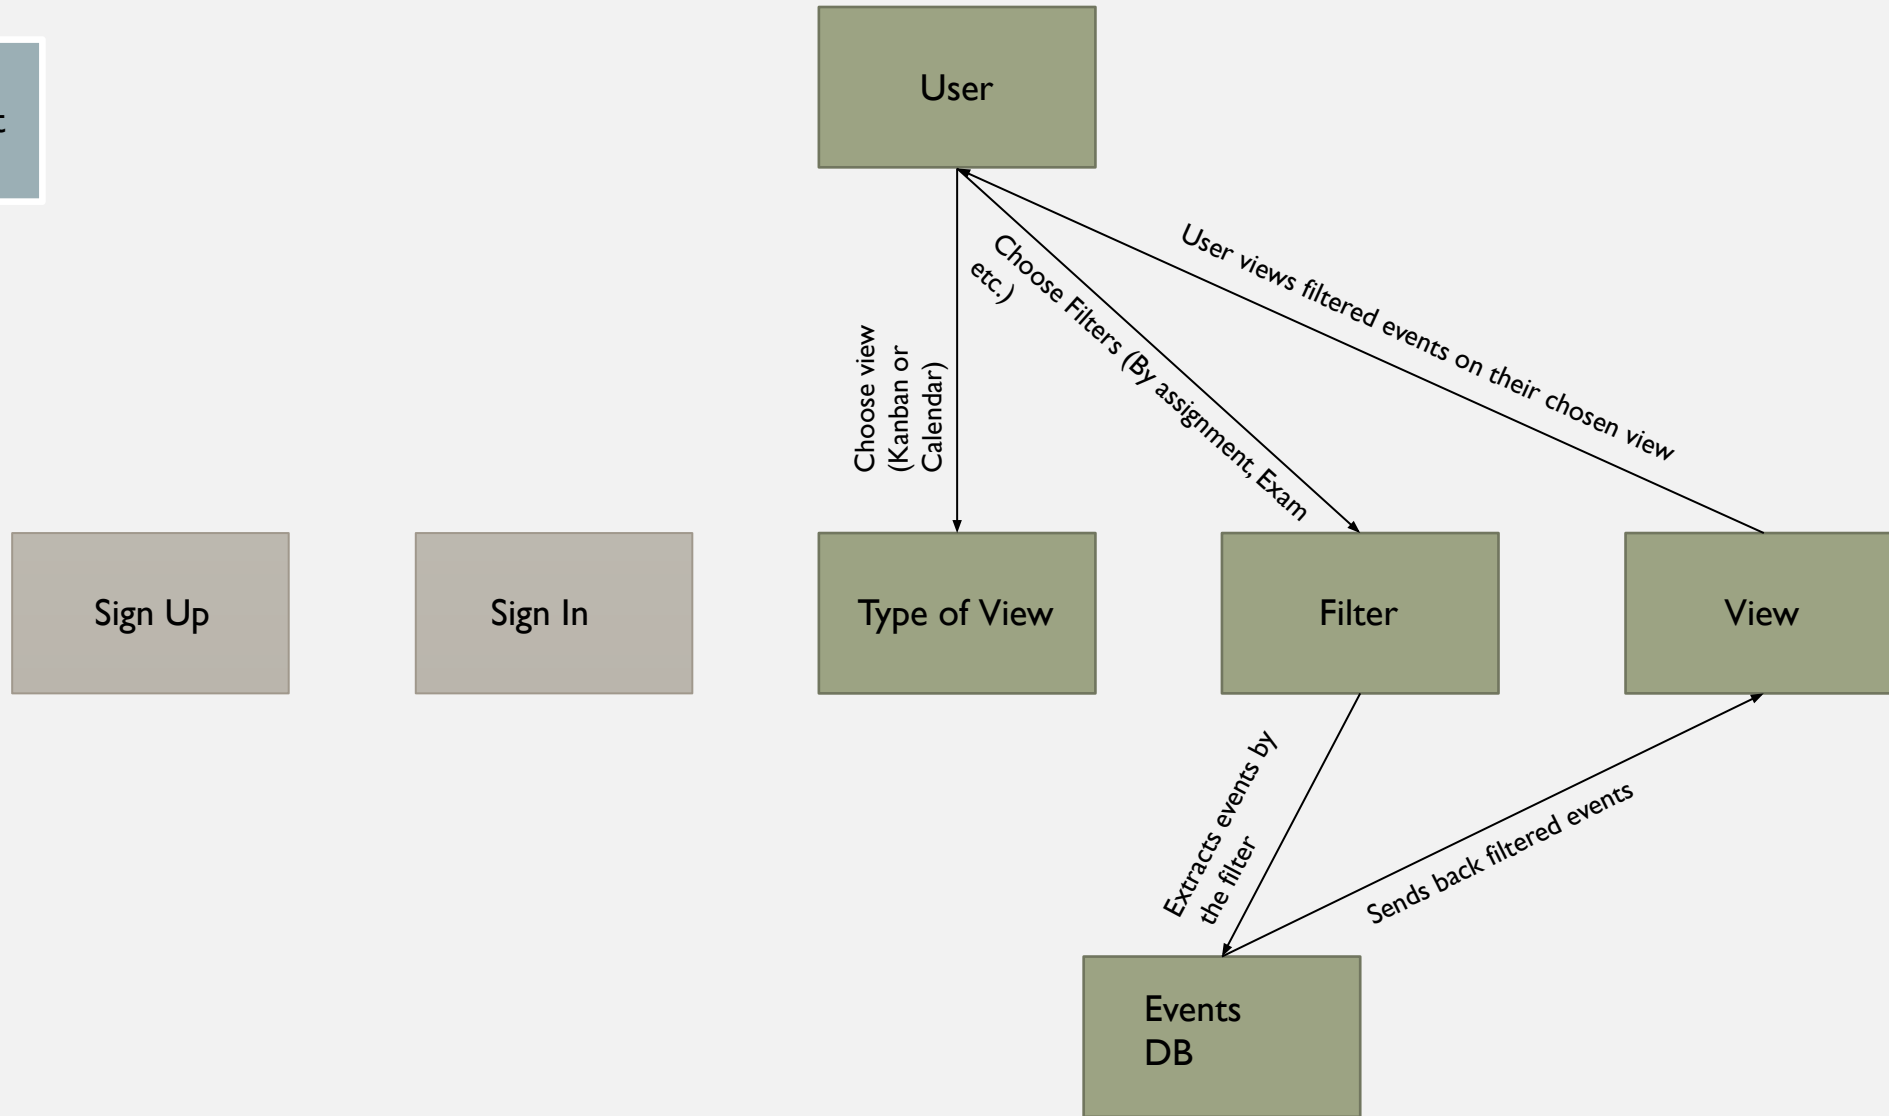 User
User views filtered events on their chosen view
Choose Filters (By assignment, Exam
etc.)
Choose view
(Kanban or
Calendar)
Sign Up
Sign In
Type of View
Filter
View
Extracts events by
the filter
Sends back filtered events
Events
DB